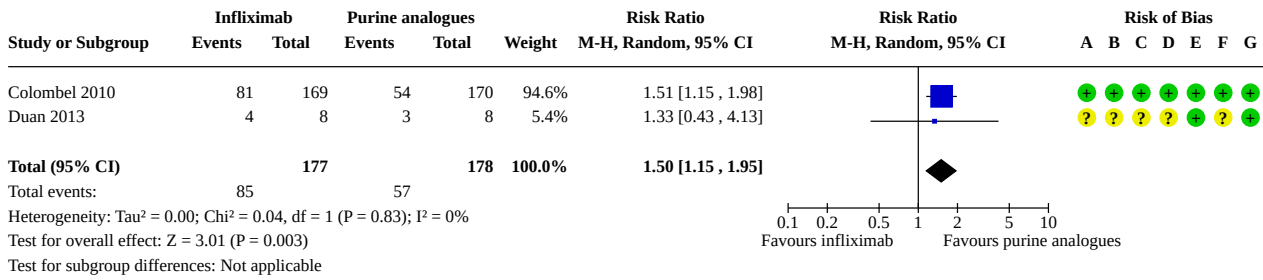 Infliximab Purine analogues Risk Ratio Risk Ratio Risk of Bias
Study or Subgroup Events Total Events Total Weight M-H, Random, 95% CI M-H, Random, 95% CI A B C D E F G
Colombel 2010 81 169 54 170 94.6% 1.51 [1.15 , 1.98] + + + + + + +
Duan 2013 4 8 3 8 5.4% 1.33 [0.43 , 4.13] ? ? ? ? + ? +
Total (95% CI) 177 178 100.0% 1.50 [1.15 , 1.95]
Total events: 85 57
Heterogeneity: Tau² = 0.00; Chi² = 0.04, df = 1 (P = 0.83); I² = 0%
0.1 0.2 0.5 1 2 5 10
Test for overall effect: Z = 3.01 (P = 0.003) Favours infliximab Favours purine analogues
Test for subgroup differences: Not applicable